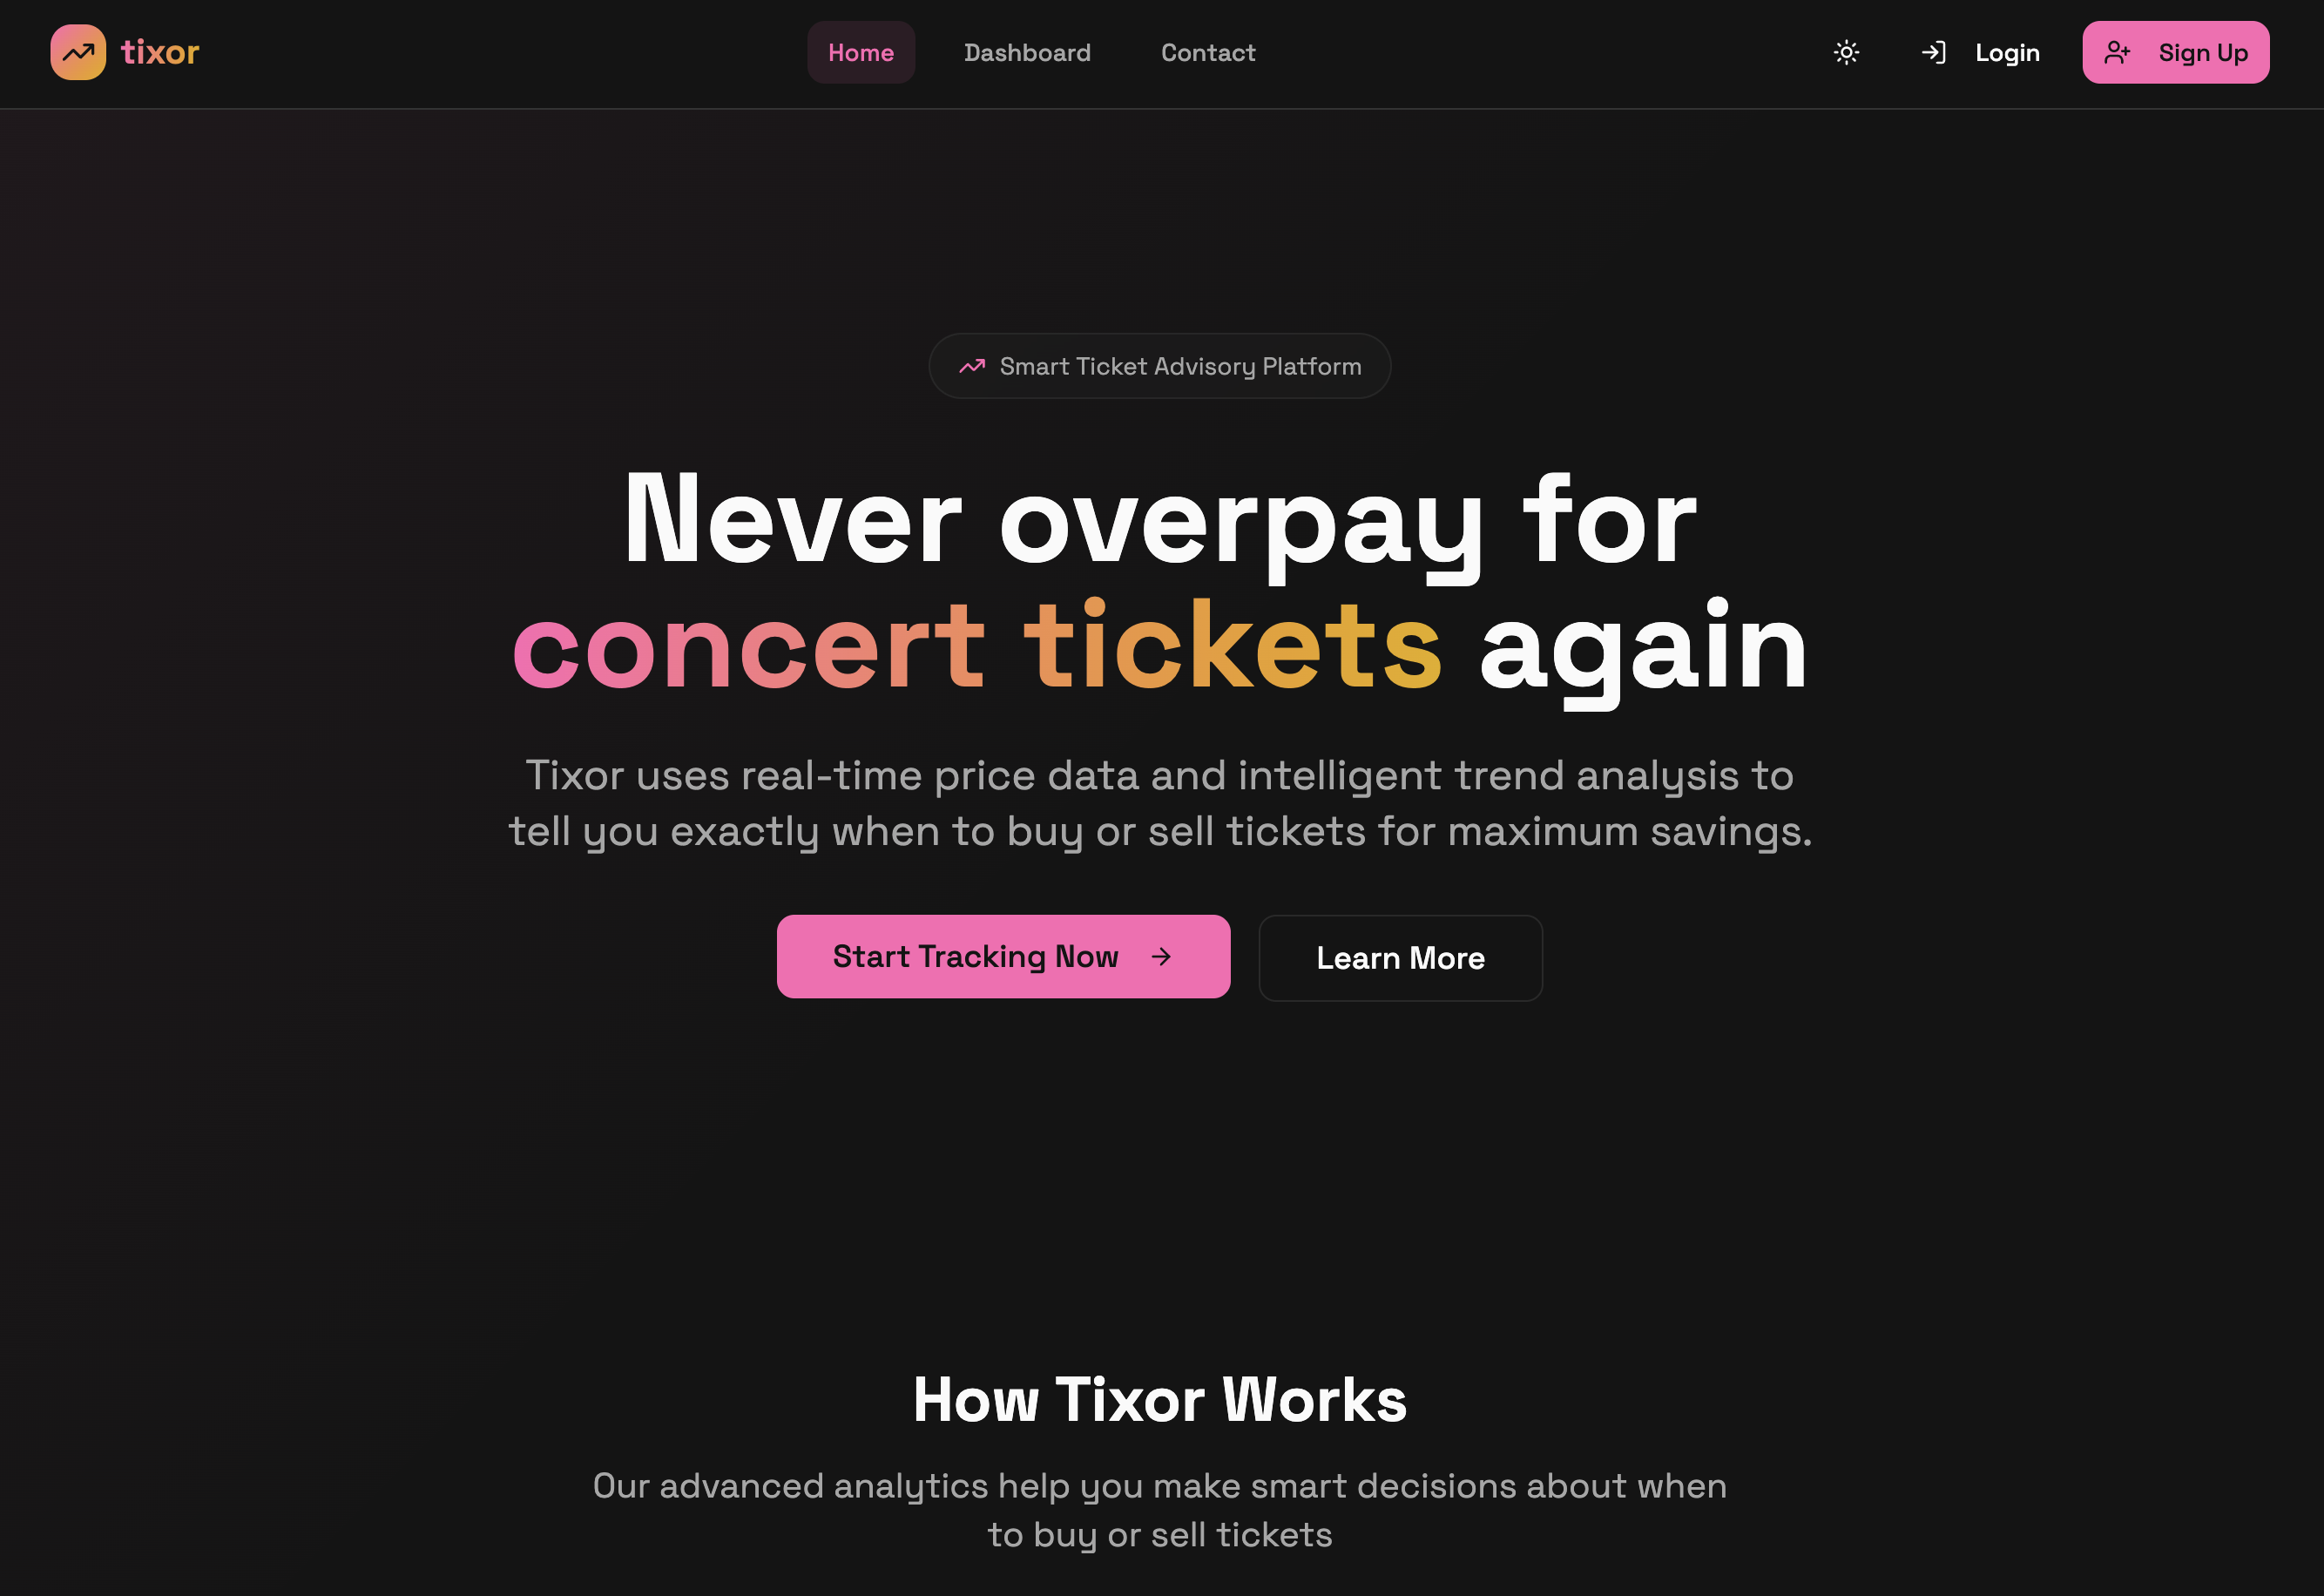 tixor
Home
Dashboard
Contact
Login
Sign Up
Smart Ticket Advisory Platform
Never overpay for
concert tickets again
Tixor uses real-time price data and intelligent trend analysis to
tell you exactly when to buy or sell tickets for maximum savings.
Start Tracking Now
Learn More
How Tixor Works
Our advanced analytics help you make smart decisions about when
to buy or sell tickets